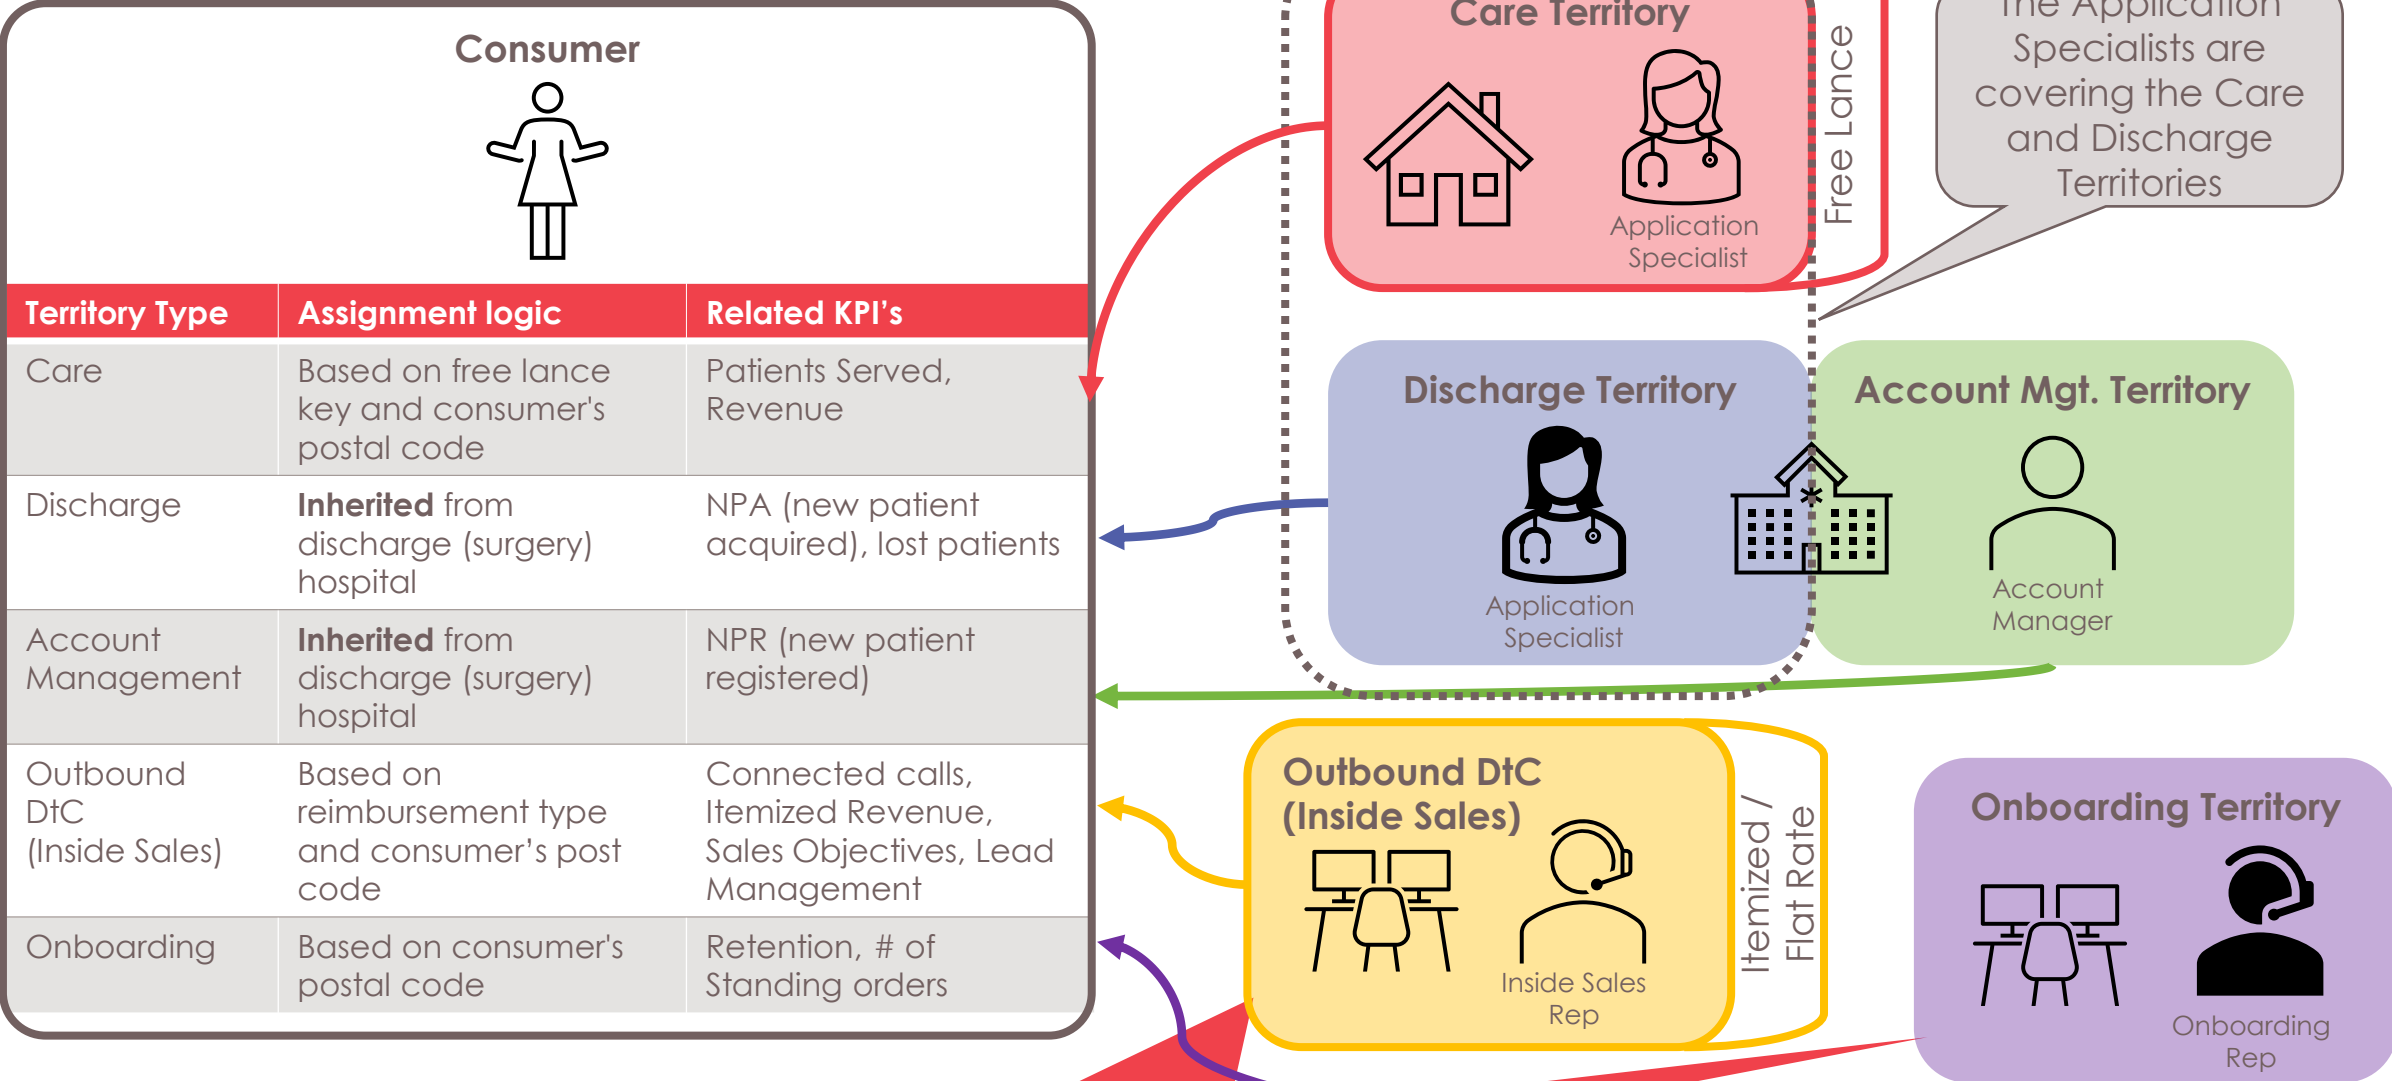 Consumer
Territory Type
Assignment logic
Related KPI's
Care
Based on free lance
key and consumer's
postal code
Patients Served,
Revenue
Discharge
Inherited from
discharge (surgery)
hospital
NPA (new patient
acquired), lost patients
Account
Management
Inherited from
discharge (surgery)
hospital
NPR (new patient
registered)
Outbound
DtC
(Inside Sales)
Based on
reimbursement type
and consumer’s post
code
Connected calls,
Itemized Revenue,
Sales Objectives, Lead
Management
Onboarding
Based on consumer's
postal code
Retention, # of
Standing orders
Care Territory
Application
Specialist
Free Lance
The Application
Specialists are
covering the Care
and Discharge
Territories
Discharge Territory
Application
Specialist
Account Mgt. Territory
Account
Manager
Outbound DtC
(Inside Sales)
Inside Sales
Rep
Itemized /
Flat Rate
Onboarding Territory
Onboarding
Rep